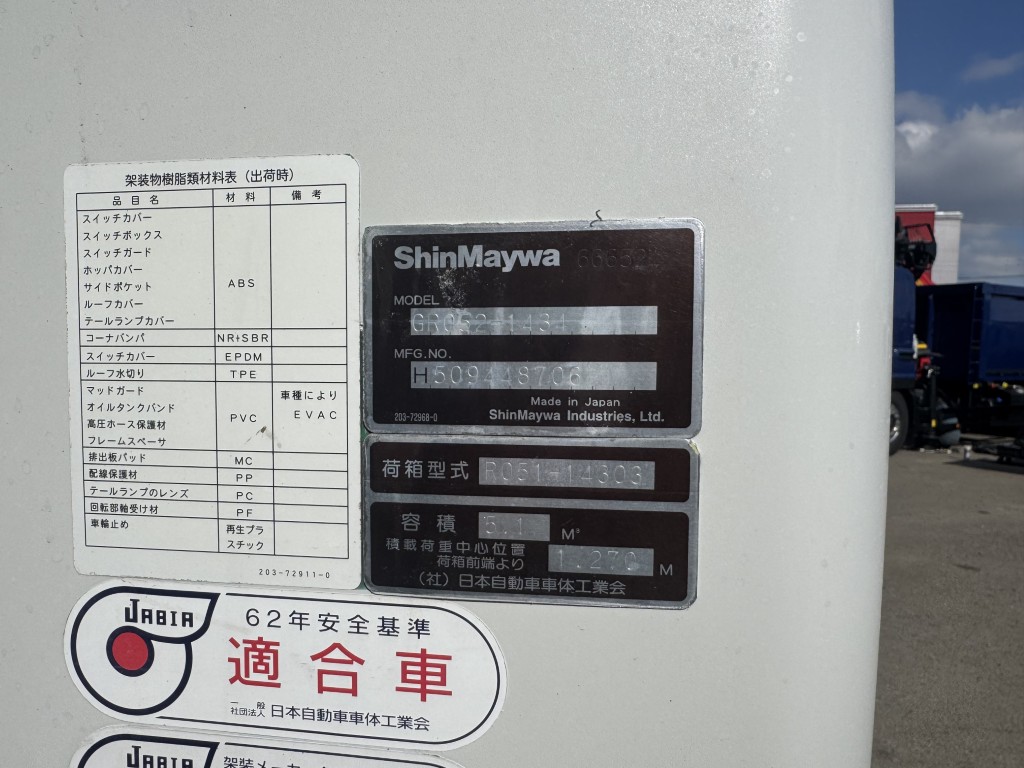 架装物樹脂類材料表（出荷時）
品目名 材料 備考
スイッチカバー
スイッチボックス
スイッチガード
ホッパカバー
サイドポケット
ルーフカバー
テールランプカバー
ABS
コーナバンパ NR+SBR
スイッチカバー EPDM
ルーフ水切り TPE
マッドガード
オイルタンクバンド
高圧ホース保護材
フレームスペーサ
PVC
車種により
EVAC
排出板パッド MC
配線保護材 PP
テールランプのレンズ PC
回転部軸受け材 PF
車輪止め 再生プラ
スチック
203-72911-0
ShinMaywa
MODEL
MFG.NO.
H509448706
Made in Japan
203-72968-0 ShinMaywa Industries, Ltd.
荷箱型式
容積 5.1 M³
積載荷重中心位置
荷箱前端より M
（社）日本自動車車体工業会
JABIA
62年安全基準
適合車
一般社団法人 日本自動車車体工業会
JABIA
架装メーカ